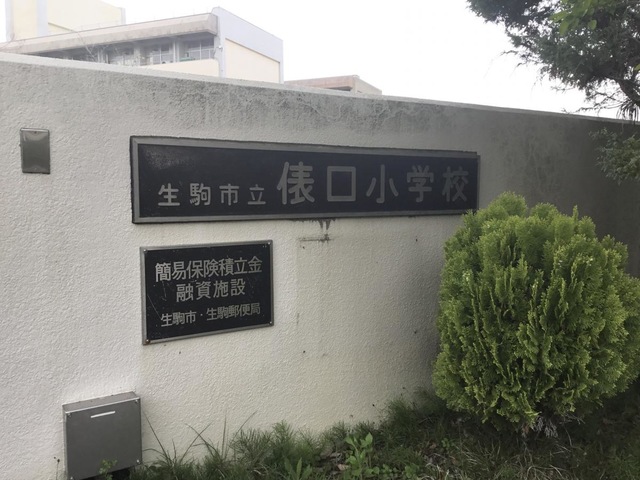 生駒市立 俵口小学校
簡易保険積立金
融資施設
生駒市・生駒郵便局